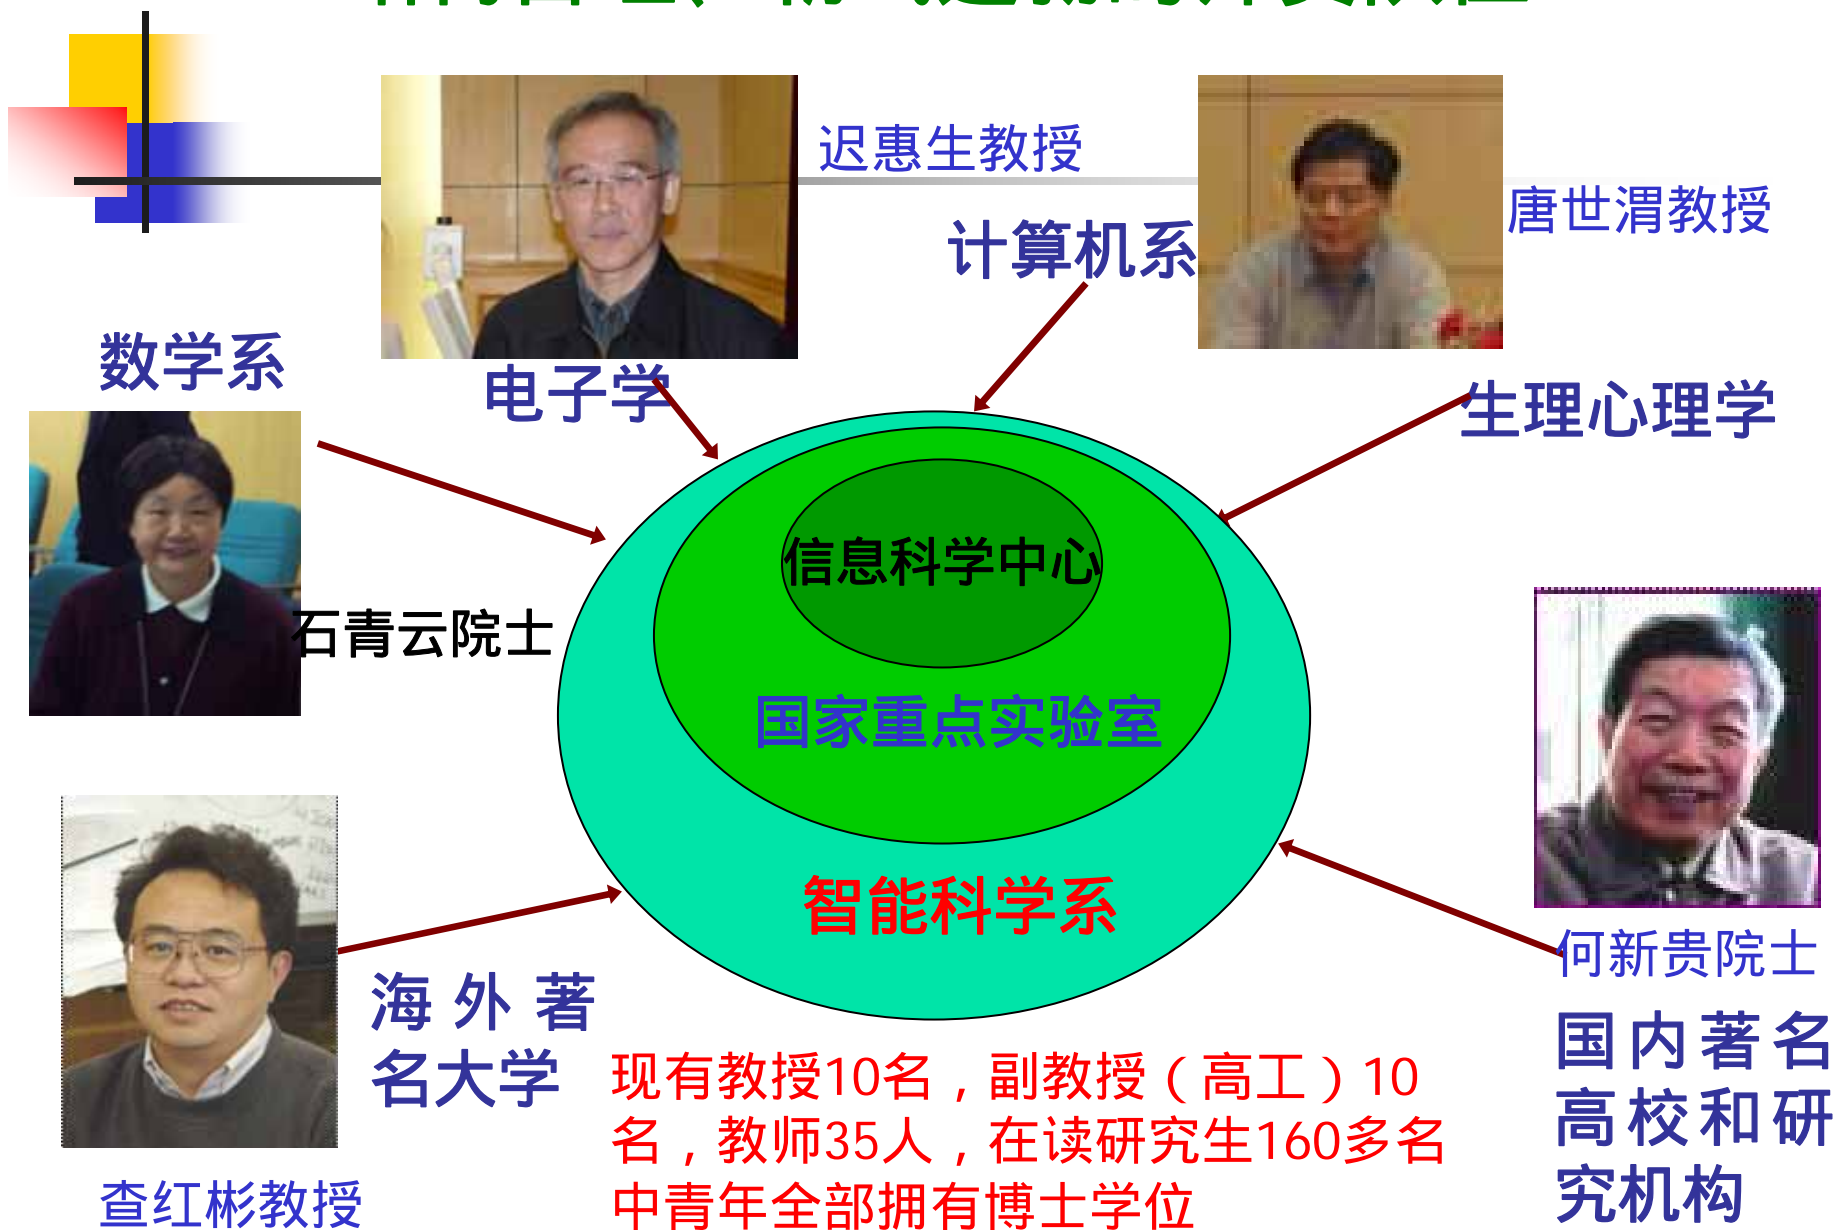 迟惠生教授
唐世渭教授
计算机系
数学系
电子学
生理心理学
信息科学中心
石青云院士
国家重点实验室
智能科学系
何新贵院士
海外著
名大学
国内著名
高校和研
究机构
现有教授10名，副教授（高工）10
名，教师35人，在读研究生160多名
中青年全部拥有博士学位
查红彬教授